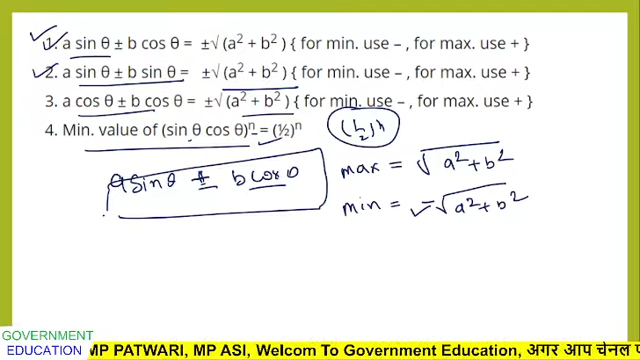 1. a sin θ ± b cos θ = ±√ (a² + b² ) { for min. use – , for max. use + }
2. a sin θ ± b sin θ = ±√ (a² + b² ) { for min. use – , for max. use + }
3. a cos θ ± b cos θ = ±√ (a² + b² ) { for min. use – , for max. use + }
4. Min. value of (sin θ cos θ)ⁿ = (½)ⁿ
(1/2)ⁿ
a sin θ ± b cos θ
max = √a²+b²
min = -√a²+b²
GOVERNMENT
EDUCATION
MP PATWARI, MP ASI, Welcom To Government Education, अगर आप चेनल